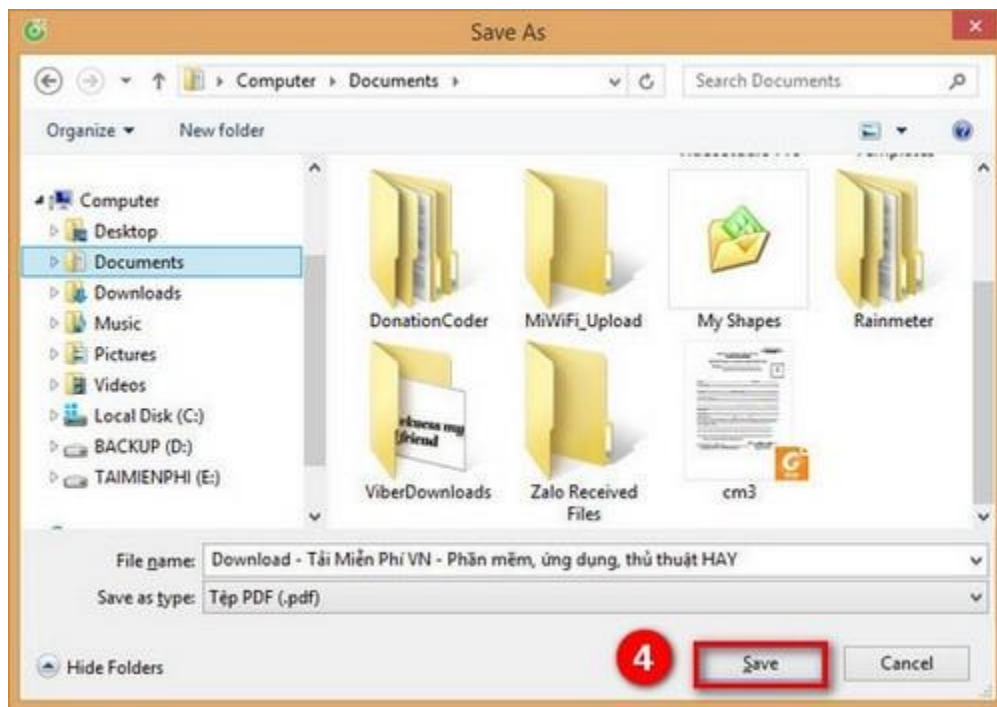 Save As
Computer Documents
Search Documents
Organize
New folder
Computer
Desktop
Documents
Downloads
Music
Pictures
Videos
Local Disk (C:)
BACKUP (D:)
TAIMIENPHI (E:)
DonationCoder
MiWiFi_Upload
My Shapes
Rainmeter
friend
ViberDownloads
Zalo Received
Files
cm3
File name: Download - Tải Miễn Phí VN - Phần mềm, ứng dụng, thủ thuật HAY
Save as type: Tệp PDF (.pdf)
Hide Folders
4
Save
Cancel